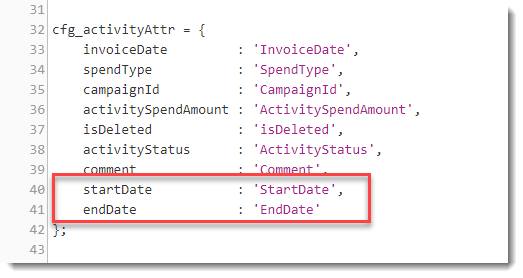 31
32 cfg_activityAttr = {
33 invoiceDate : 'InvoiceDate',
34 spendType : 'SpendType',
35 campaignId : 'CampaignId',
36 activitySpendAmount : 'ActivitySpendAmount',
37 isDeleted : 'isDeleted',
38 activityStatus : 'ActivityStatus',
39 comment : 'Comment',
40 startDate : 'StartDate',
41 endDate : 'EndDate'
42 };
43